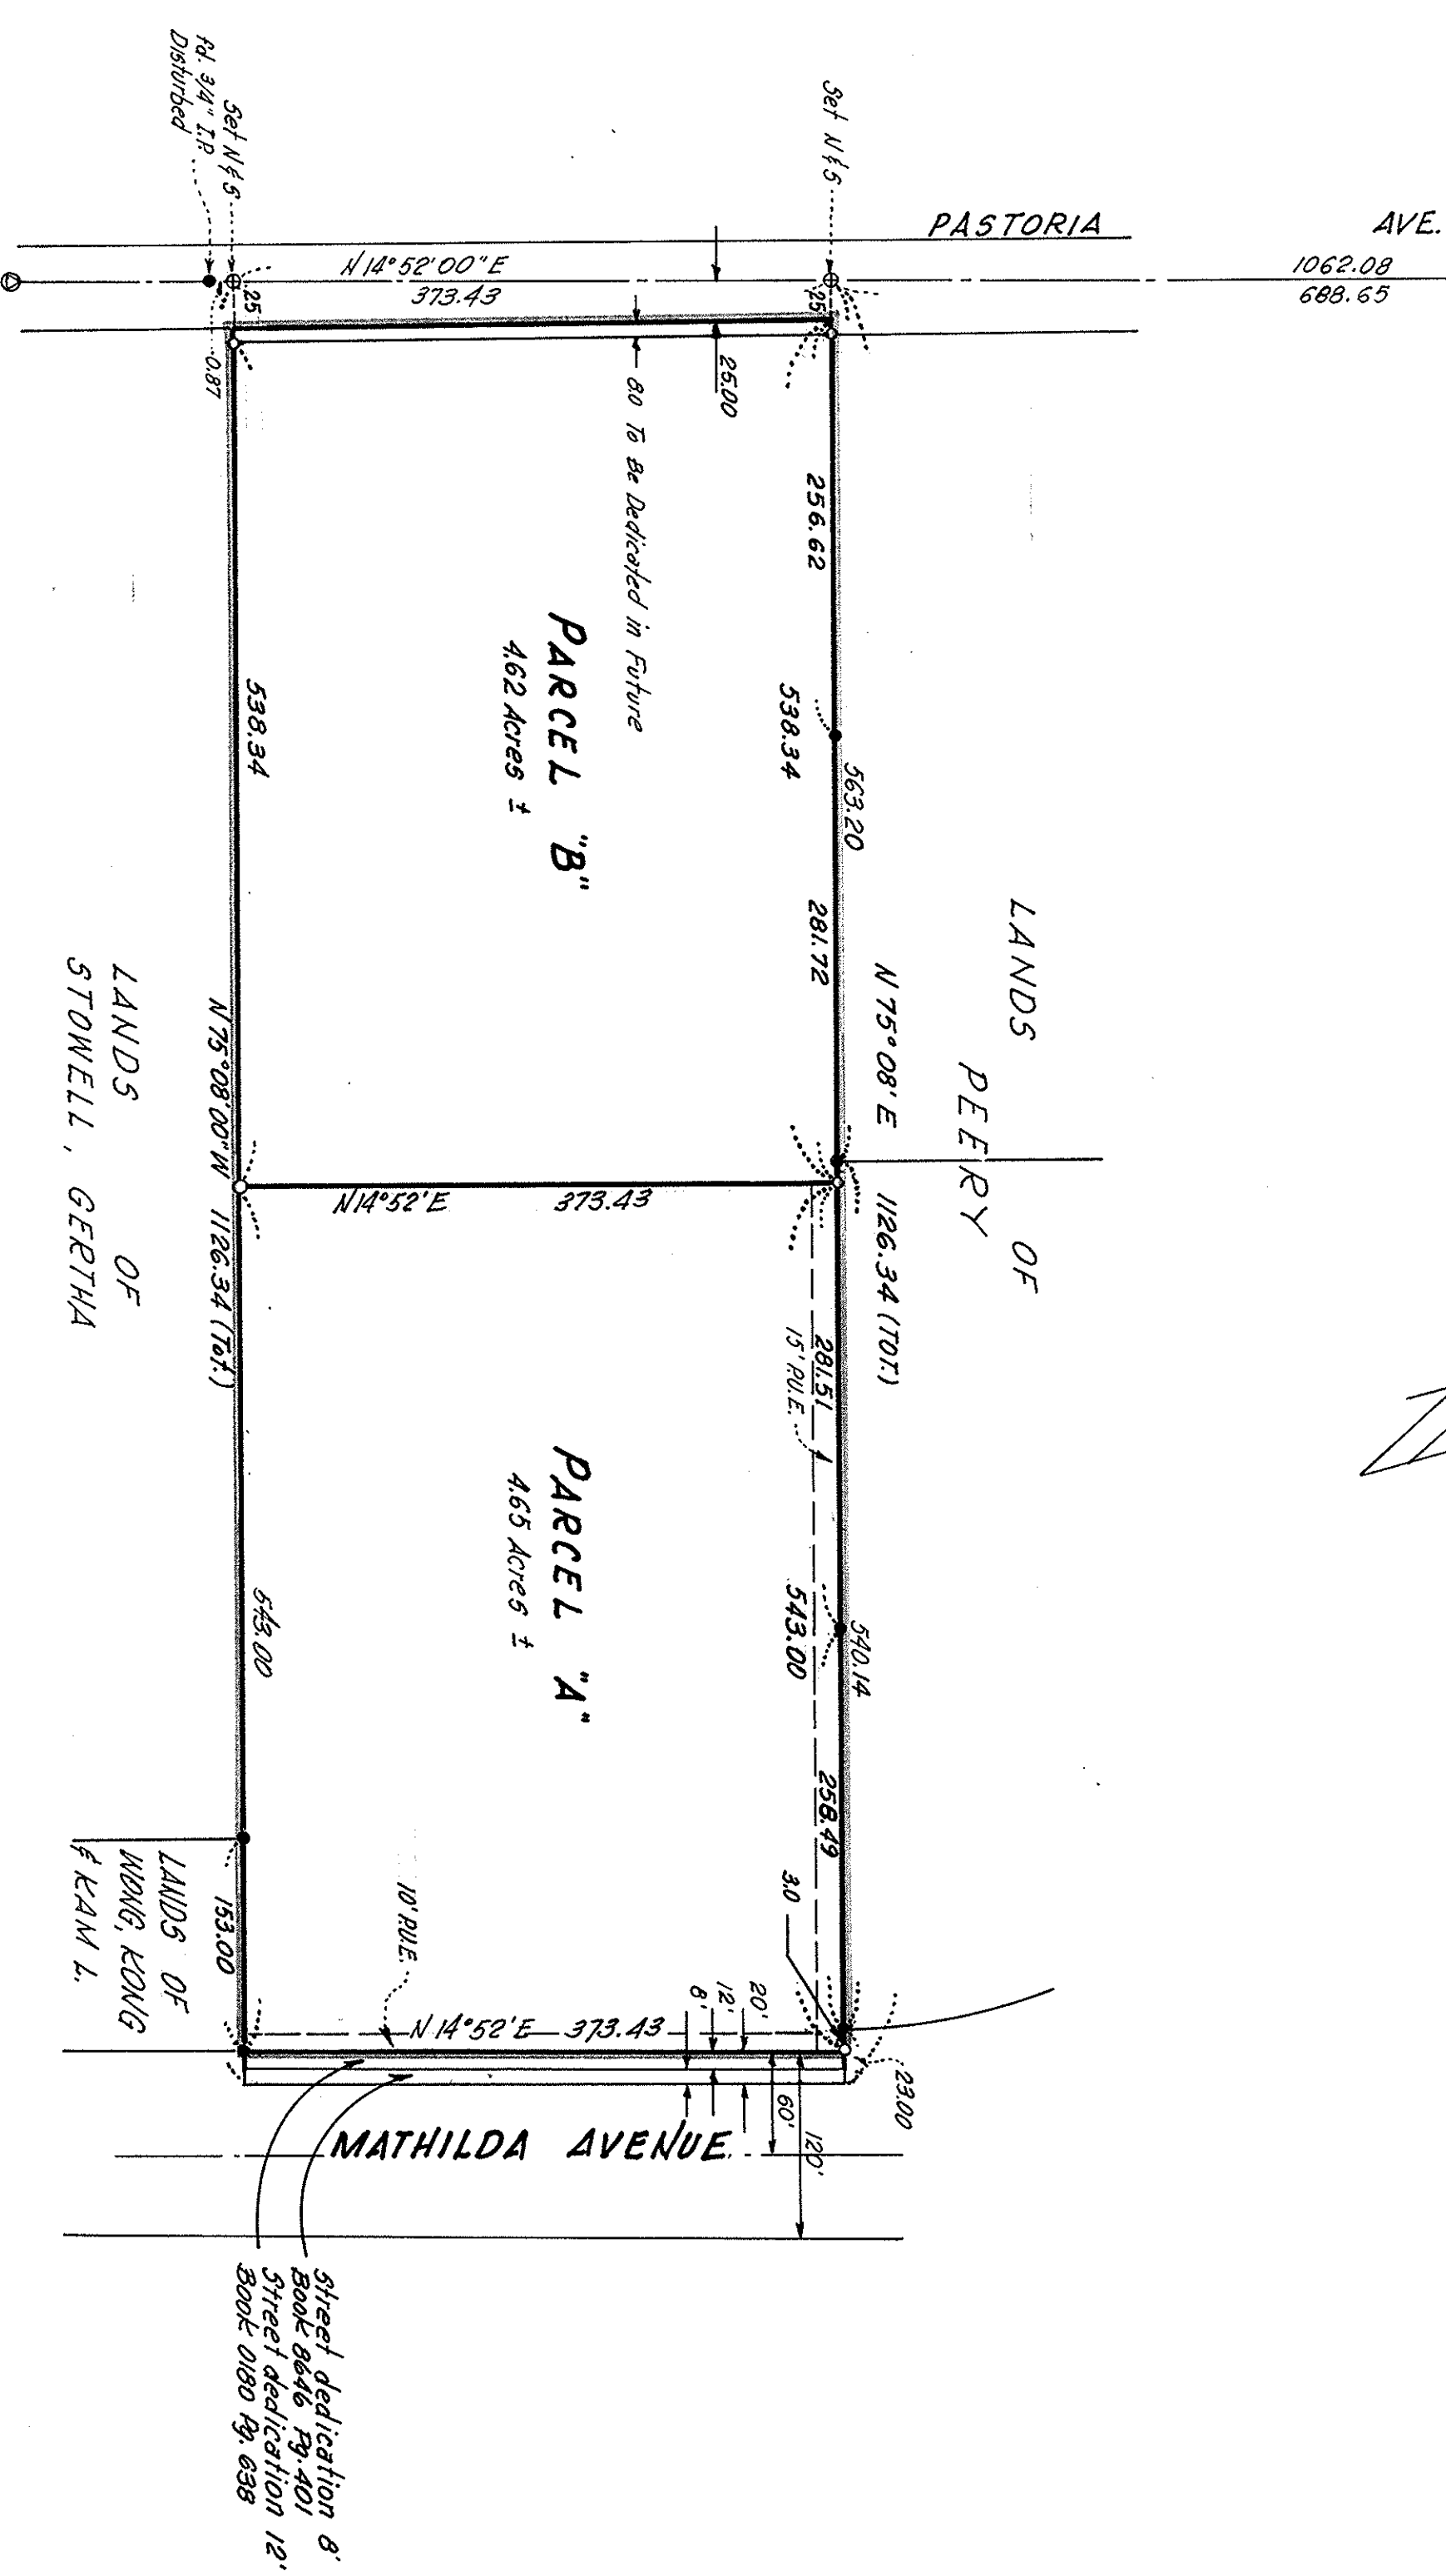 PASTORIA AVE.
1062.08
688.65
N 14° 52' 00" E
373.43
Set N & S
Set N & S
Fd. 3/4" I.P.
Disturbed
25
25
0.87
25.00
8.0 To Be Dedicated in Future
256.62
538.34
563.20
281.72
PARCEL "B"
4.62 Acres ±
538.34
LANDS OF
PEERY
N 75° 08' E 1126.34 (TOT.)
N 75° 08' 00" W 1126.34 (Tot.)
LANDS OF
STOWELL, GERTHA
N 14° 52' E 373.43
281.51
15' P.U.E.
543.00
540.14
258.49
3.0
PARCEL "A"
4.65 Acres ±
543.00
153.00
LANDS OF
WONG, KONG
& KAM L.
10' P.U.E.
N 14° 52' E 373.43
20'
12'
8'
23.00
60'
120'
MATHILDA AVENUE
Street dedication 8'
Book 8646 Pg. 401
Street dedication 12'
Book 0180 Pg. 638